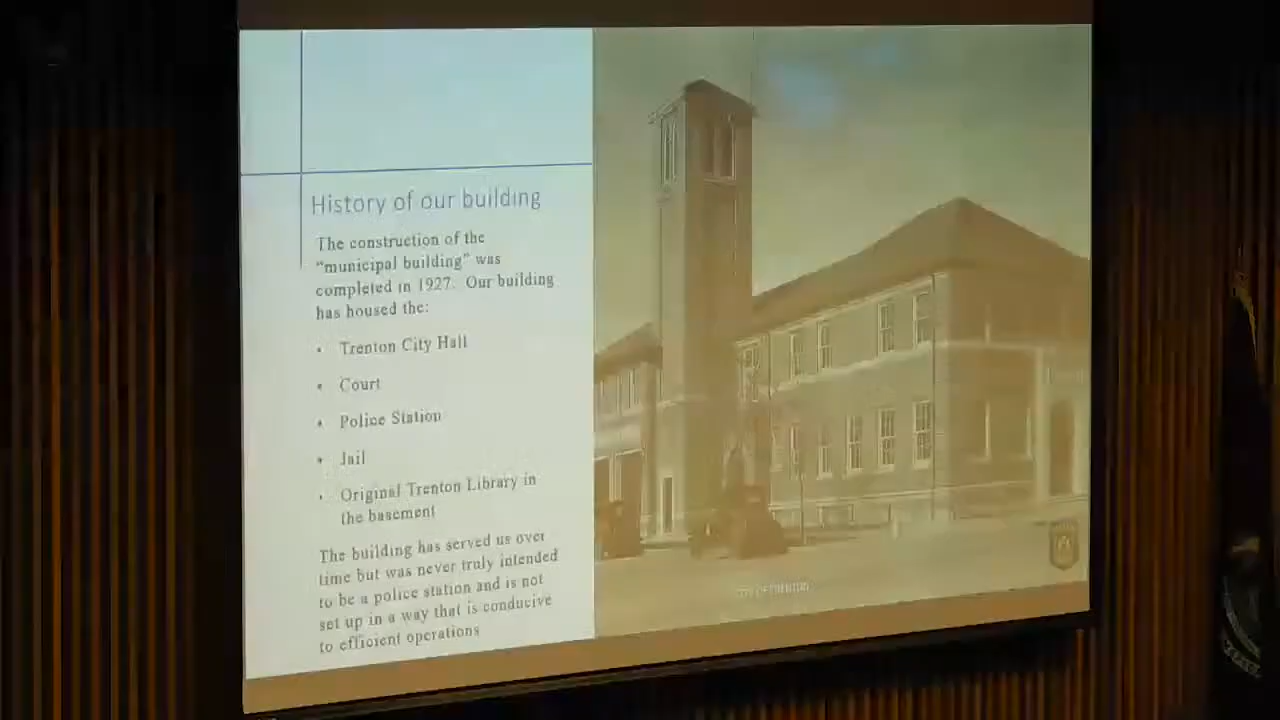 History of our building
The construction of the
"municipal building" was
completed in 1927. Our building
has housed the:
• Trenton City Hall
• Court
• Police Station
• Jail
• Original Trenton Library in
the basement
The building has served us over
time but was never truly intended
to be a police station and is not
set up in a way that is conducive
to efficient operations